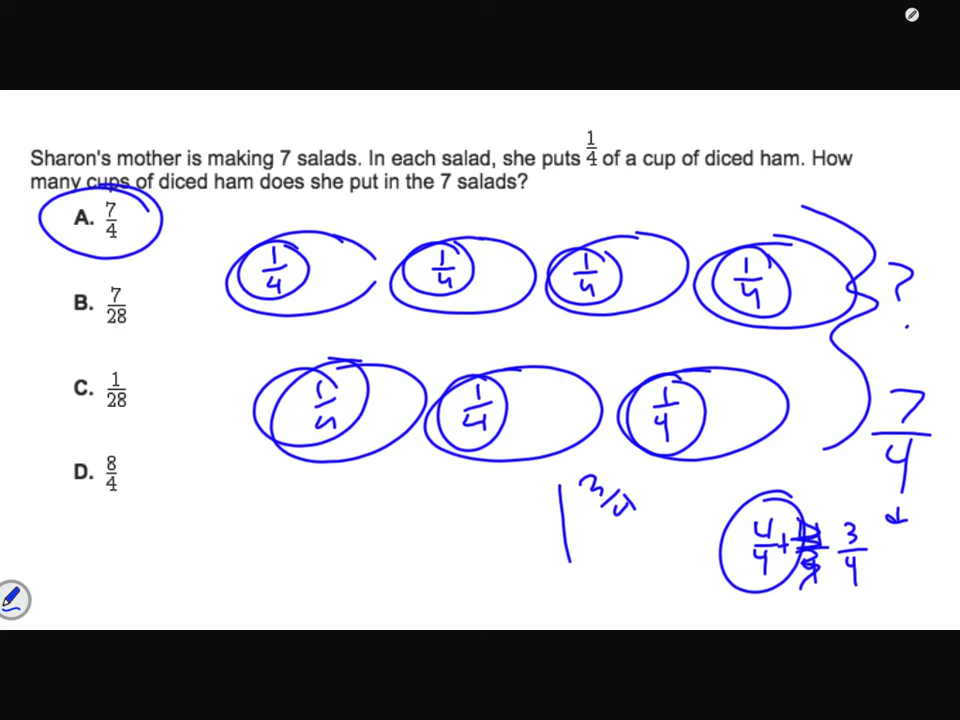 Sharon's mother is making 7 salads. In each salad, she puts 1/4 of a cup of diced ham. How
many cups of diced ham does she put in the 7 salads?
A. 7/4
B. 7/28
C. 1/28
D. 8/4
1/4 1/4 1/4 1/4 ?
1/4 1/4 1/4
7/4
4/4 + 3/4
1